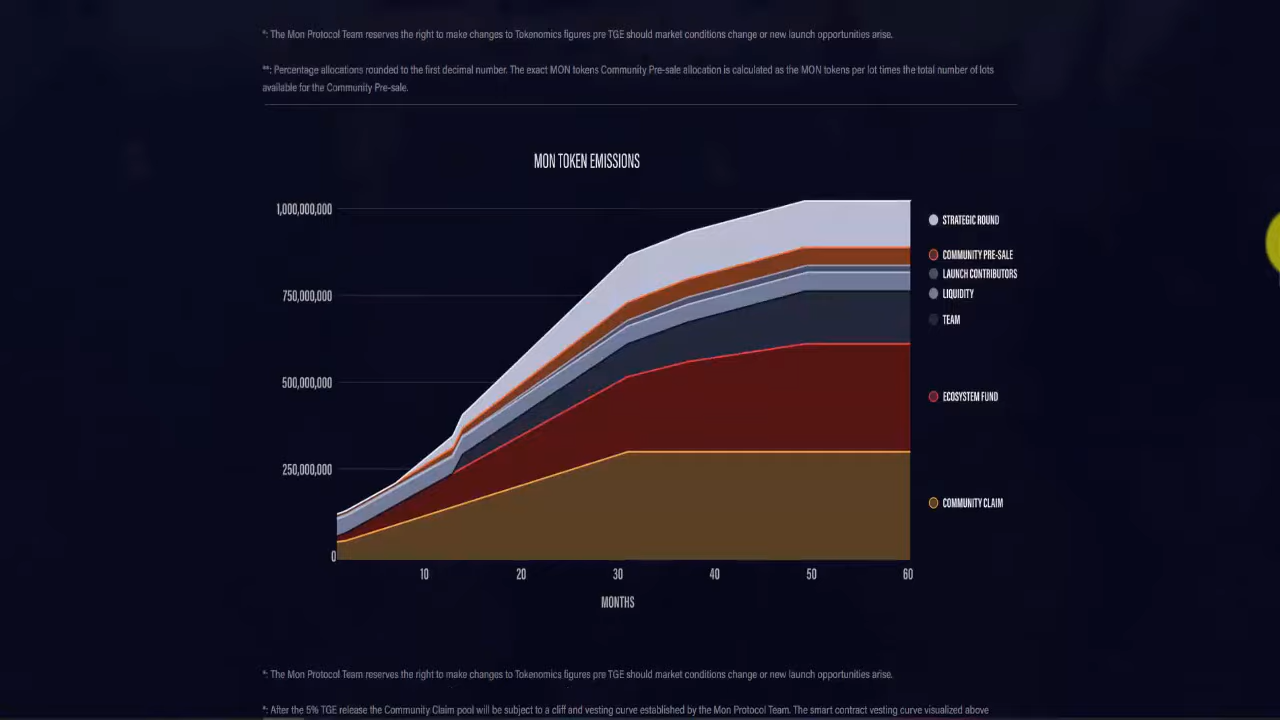 *: The Mon Protocol Team reserves the right to make changes to Tokenomics figures pre TGE should market conditions change or new launch opportunities arise.
**: Percentage allocations rounded to the first decimal number. The exact MON tokens Community Pre-sale allocation is calculated as the MON tokens per lot times the total number of lots
available for the Community Pre-sale.
MON TOKEN EMISSIONS
1,000,000,000
750,000,000
500,000,000
250,000,000
0
10 20 30 40 50 60
MONTHS
STRATEGIC ROUND
COMMUNITY PRE-SALE
LAUNCH CONTRIBUTORS
LIQUIDITY
TEAM
ECOSYSTEM FUND
COMMUNITY CLAIM
*: The Mon Protocol Team reserves the right to make changes to Tokenomics figures pre TGE should market conditions change or new launch opportunities arise.
*: After the 5% TGE release the Community Claim pool will be subject to a cliff and vesting curve established by the Mon Protocol Team. The smart contract vesting curve visualized above